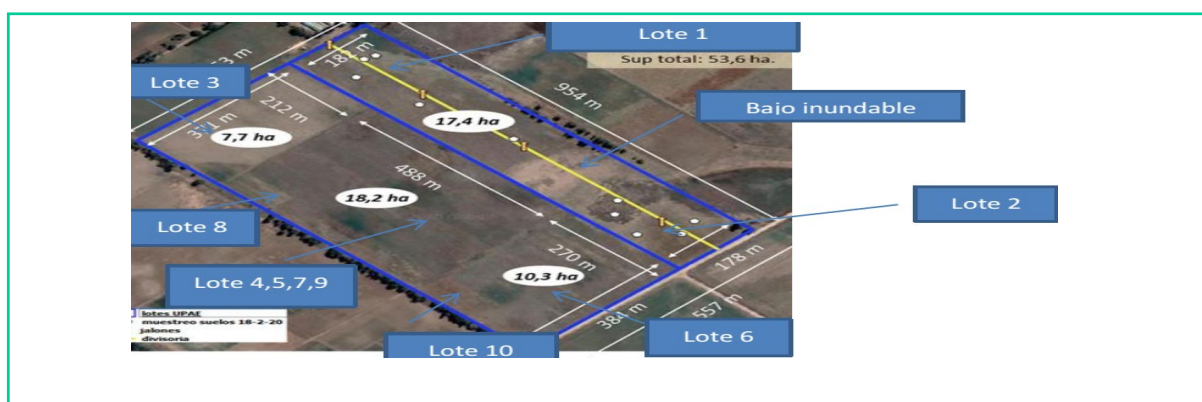 Lote 1
Sup total: 53,6 ha.
Lote 3
954 m
212 m
7,7 ha
17,4 ha
Bajo inundable
488 m
18,2 ha
Lote 2
Lote 8
270 m
178 m
Lote 4,5,7,9
10,3 ha
384 m
557 m
lotes UPAE
muestreo suelos 18-2-20
jalones
divisoria
Lote 10
Lote 6